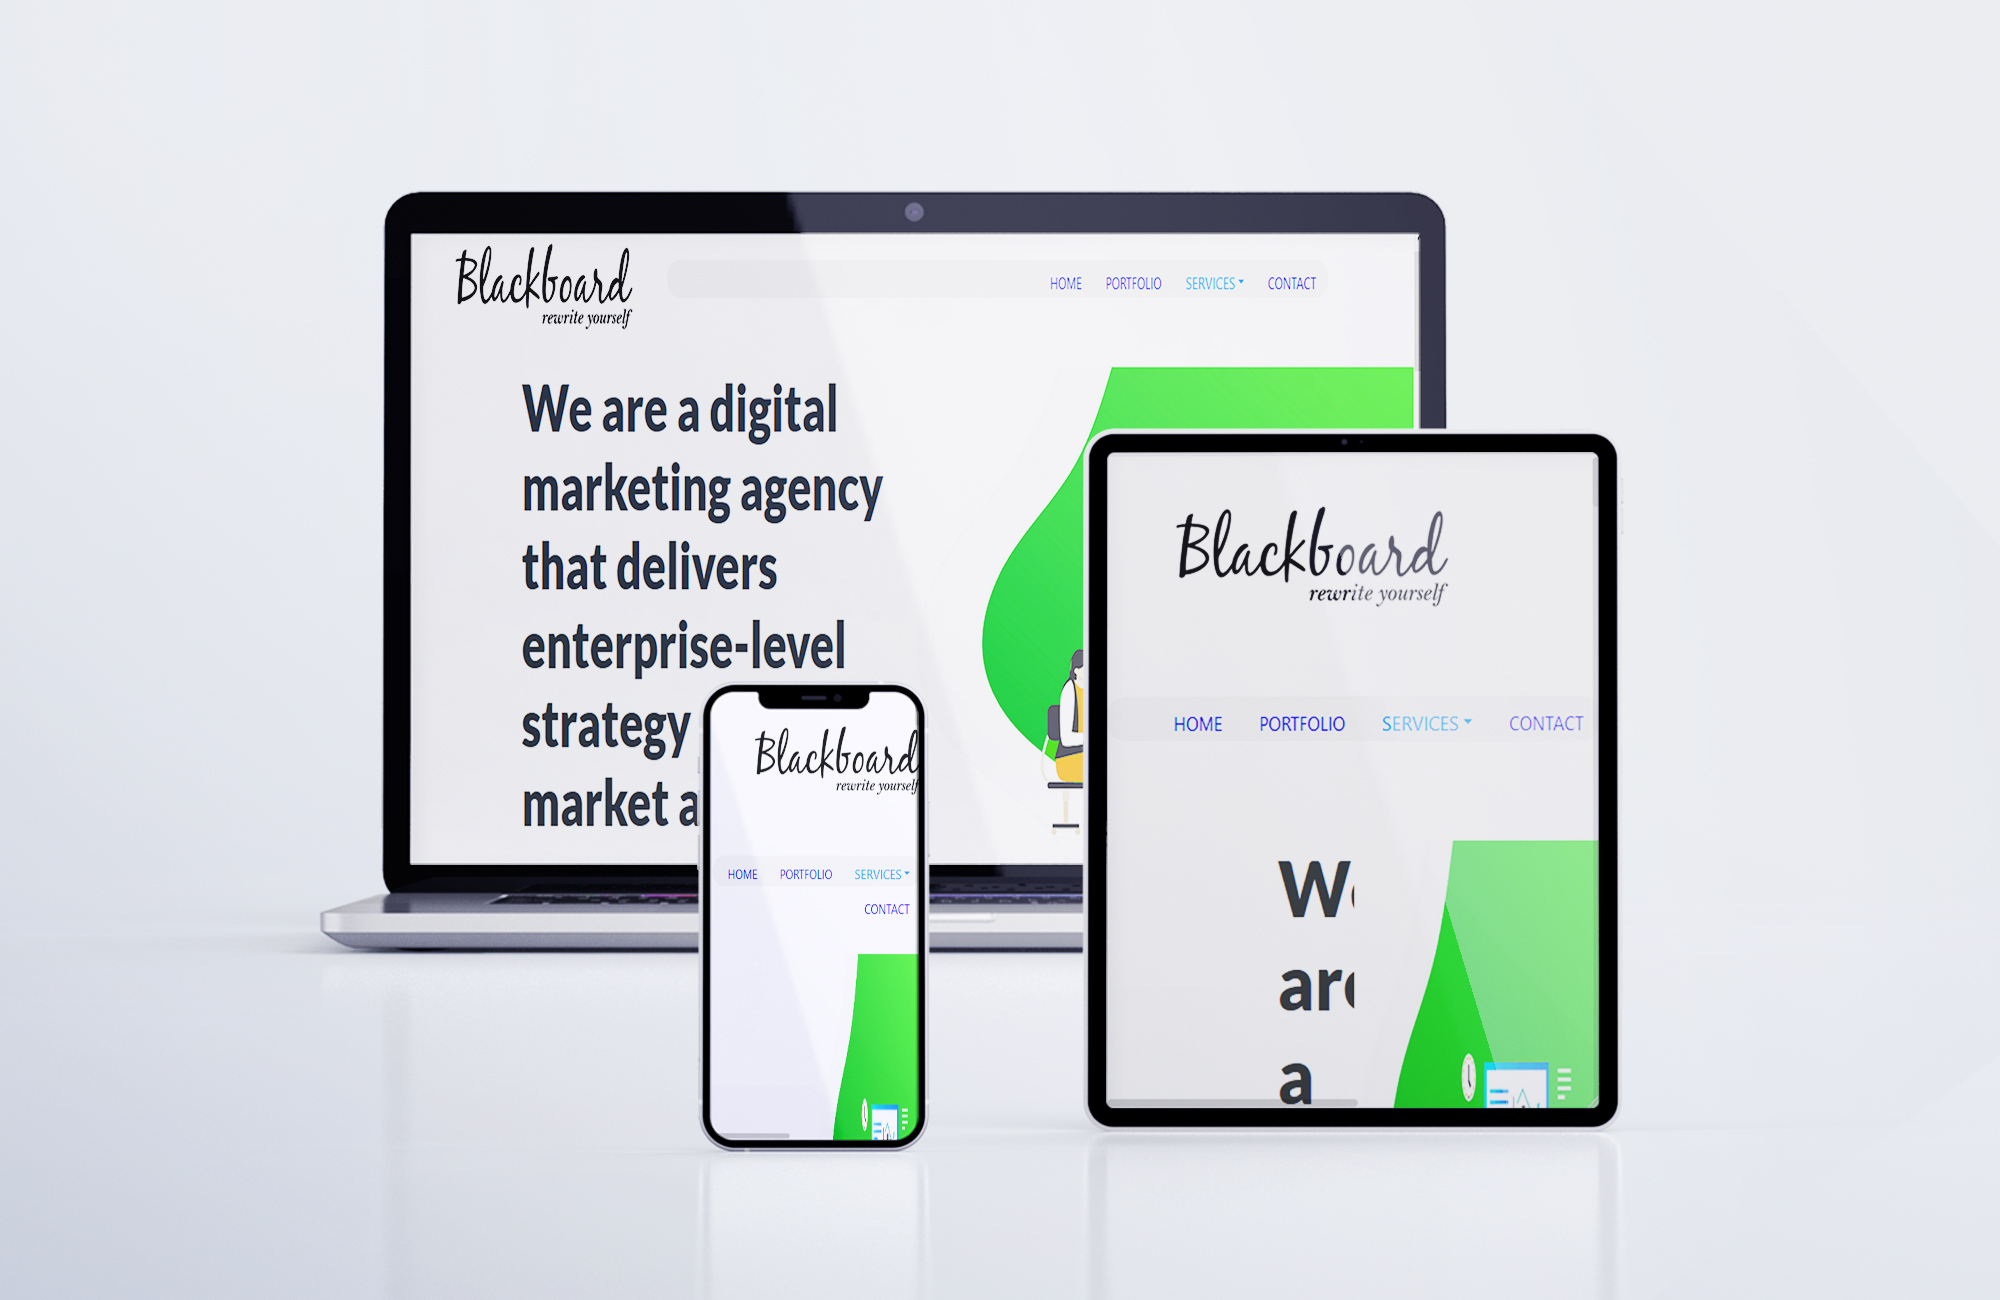 Blackboard
rewrite yourself
HOME PORTFOLIO SERVICES CONTACT
We are a digital
marketing agency
that delivers
enterprise-level
strategy
market a
Blackboard
rewrite yourself
HOME PORTFOLIO SERVICES
CONTACT
Blackboard
rewrite yourself
HOME PORTFOLIO SERVICES CONTACT
We
are
a